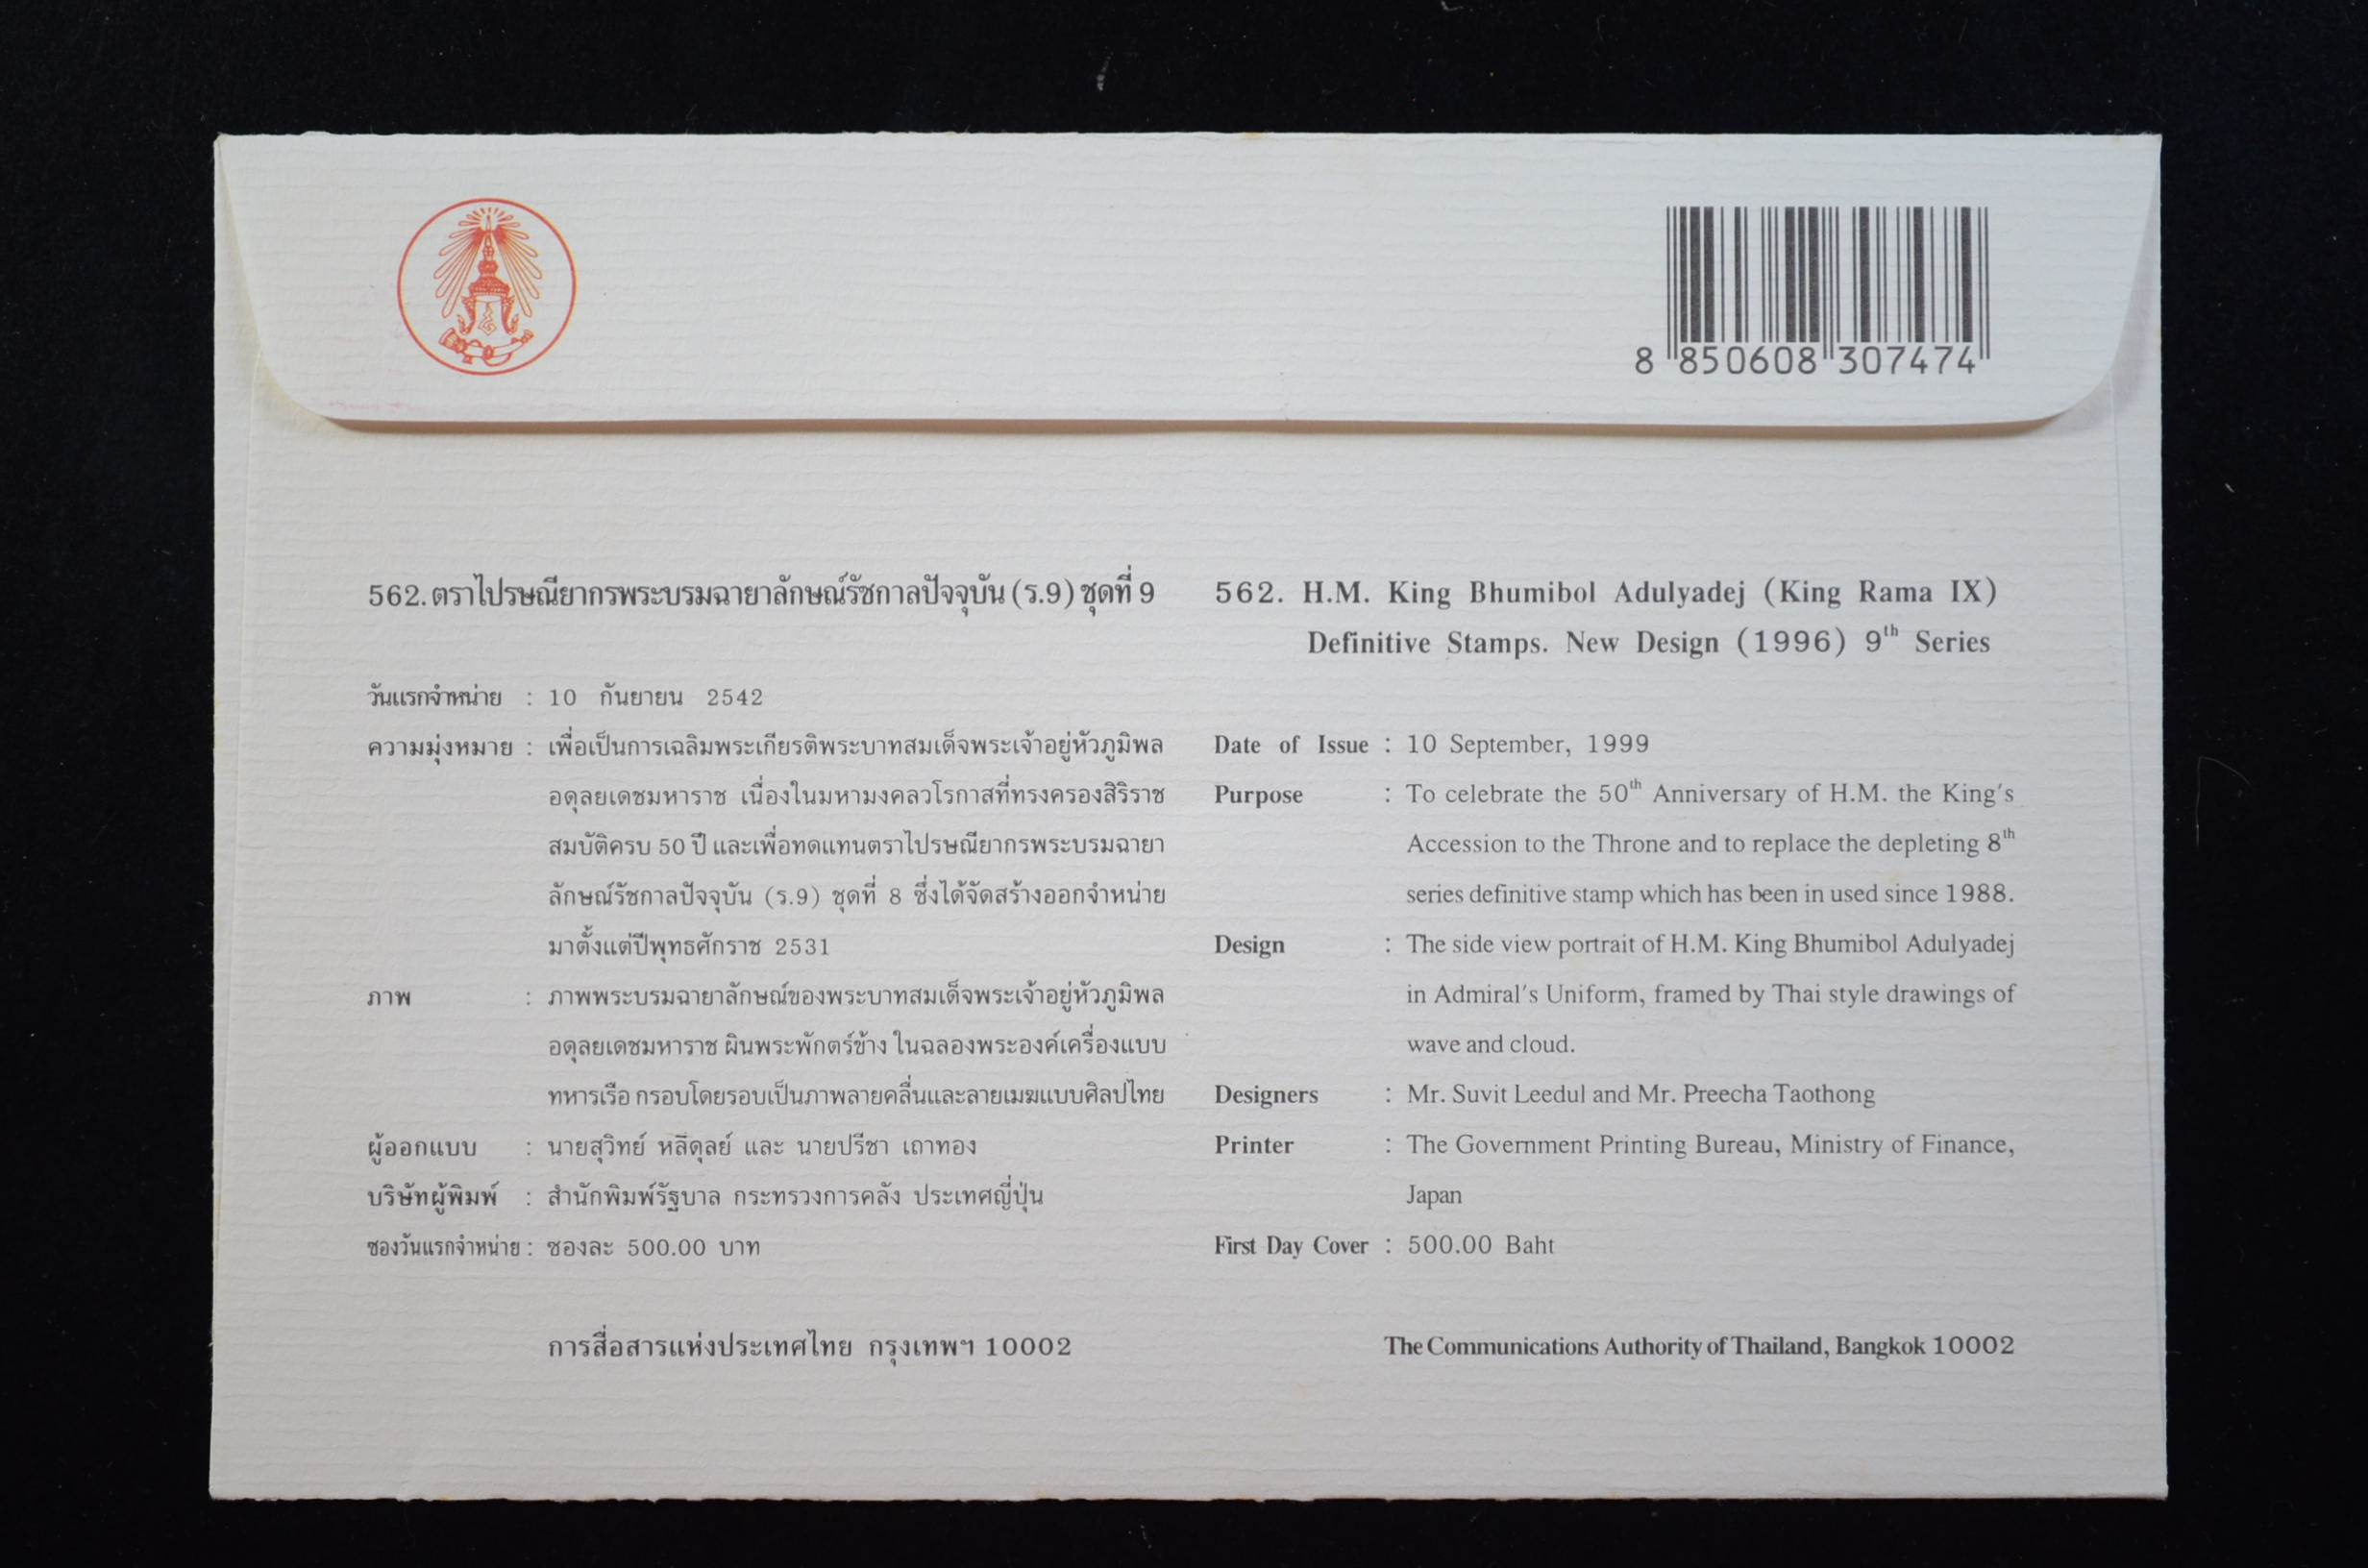 8 850608 307474
562. ตราไปรษณียากรพระบรมฉายาลักษณ์รัชกาลปัจจุบัน (ร.9) ชุดที่ 9
วันแรกจำหน่าย : 10 กันยายน 2542
ความมุ่งหมาย : เพื่อเป็นการเฉลิมพระเกียรติพระบาทสมเด็จพระเจ้าอยู่หัวภูมิพล
อดุลยเดชมหาราช เนื่องในมหามงคลวโรกาสที่ทรงครองสิริราช
สมบัติครบ 50 ปี และเพื่อทดแทนตราไปรษณียากรพระบรมฉายา
ลักษณ์รัชกาลปัจจุบัน (ร.9) ชุดที่ 8 ซึ่งได้จัดสร้างออกจำหน่าย
มาตั้งแต่ปีพุทธศักราช 2531
ภาพ : ภาพพระบรมฉายาลักษณ์ของพระบาทสมเด็จพระเจ้าอยู่หัวภูมิพล
อดุลยเดชมหาราช ผินพระพักตร์ข้าง ในฉลองพระองค์เครื่องแบบ
ทหารเรือ กรอบโดยรอบเป็นภาพลายคลื่นและลายเมฆแบบศิลปไทย
ผู้ออกแบบ : นายสุวิทย์ หลีดุลย์ และ นายปรีชา เถาทอง
บริษัทผู้พิมพ์ : สำนักพิมพ์รัฐบาล กระทรวงการคลัง ประเทศญี่ปุ่น
ซองวันแรกจำหน่าย : ซองละ 500.00 บาท
การสื่อสารแห่งประเทศไทย กรุงเทพฯ 10002
562. H.M. King Bhumibol Adulyadej (King Rama IX)
Definitive Stamps. New Design (1996) 9th Series
Date of Issue : 10 September, 1999
Purpose : To celebrate the 50th Anniversary of H.M. the King's
Accession to the Throne and to replace the depleting 8th
series definitive stamp which has been in used since 1988.
Design : The side view portrait of H.M. King Bhumibol Adulyadej
in Admiral's Uniform, framed by Thai style drawings of
wave and cloud.
Designers : Mr. Suvit Leedul and Mr. Preecha Taothong
Printer : The Government Printing Bureau, Ministry of Finance,
Japan
First Day Cover : 500.00 Baht
The Communications Authority of Thailand, Bangkok 10002